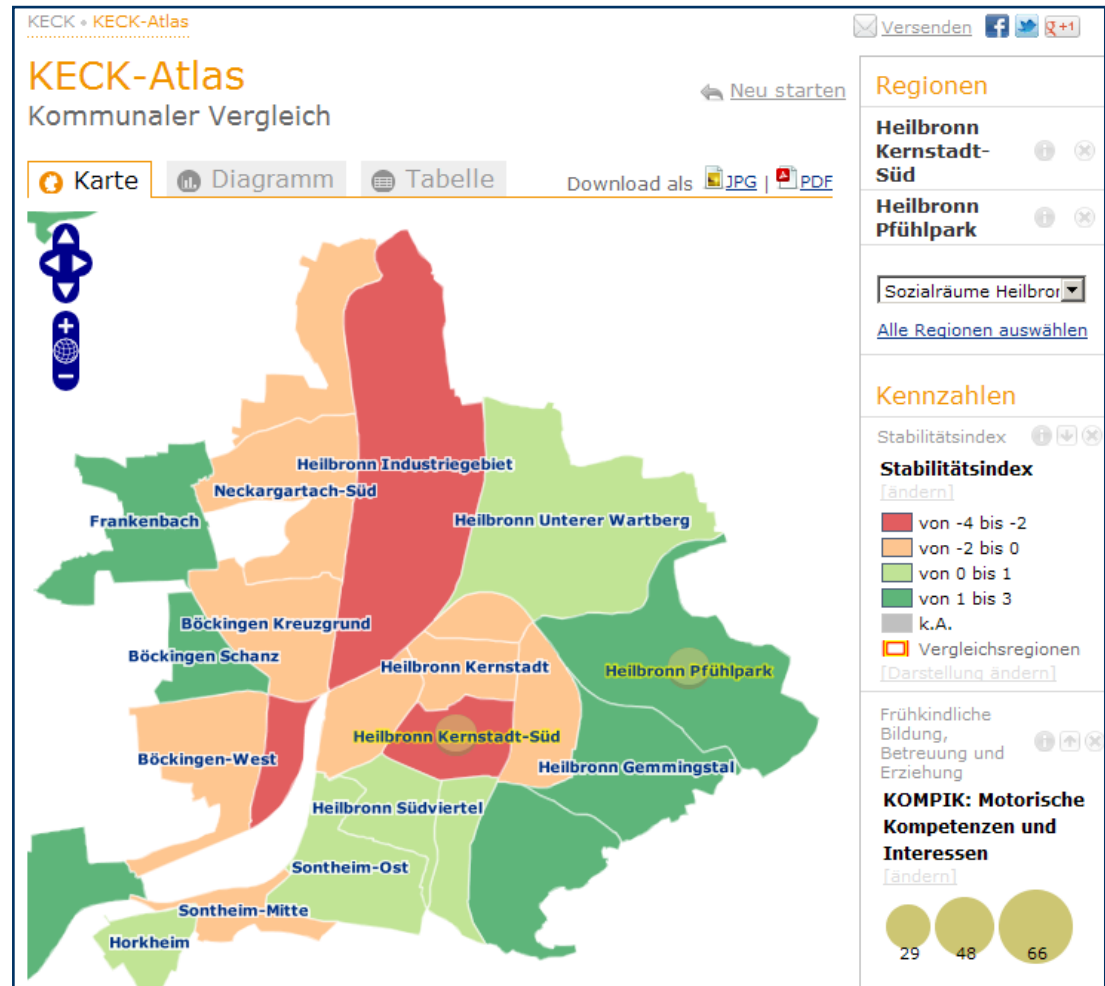 KECK • KECK-Atlas
Versenden
+1
KECK-Atlas
Kommunaler Vergleich
Neu starten
Karte
Diagramm
Tabelle
Download als JPG | PDF
Heilbronn Industriegebiet
Neckargartach-Süd
Frankenbach
Heilbronn Unterer Wartberg
Böckingen Kreuzgrund
Böckingen Schanz
Heilbronn Kernstadt
Heilbronn Pfühlpark
Heilbronn Kernstadt-Süd
Böckingen-West
Heilbronn Gemmingstal
Heilbronn Südviertel
Sontheim-Ost
Sontheim-Mitte
Horkheim
Regionen
Heilbronn
Kernstadt-
Süd
Heilbronn
Pfühlpark
Sozialräume Heilbror
Alle Regionen auswählen
Kennzahlen
Stabilitätsindex
Stabilitätsindex
[ändern]
von -4 bis -2
von -2 bis 0
von 0 bis 1
von 1 bis 3
k.A.
Vergleichsregionen
[Darstellung ändern]
Frühkindliche
Bildung,
Betreuung und
Erziehung
KOMPIK: Motorische
Kompetenzen und
Interessen
[ändern]
29 48 66